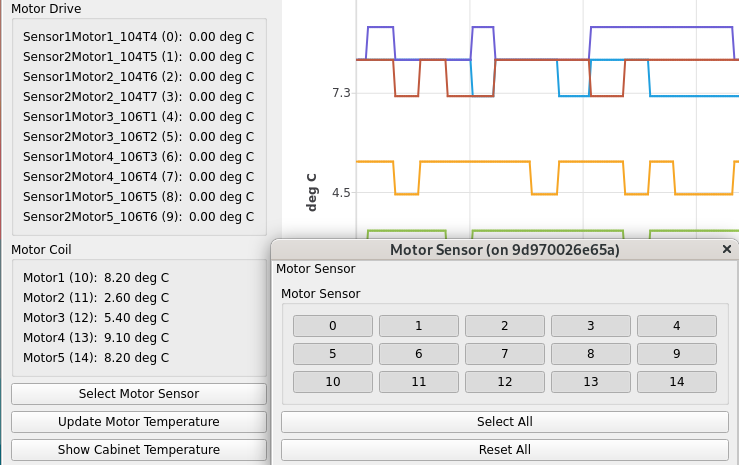 Motor Drive
Sensor1Motor1_104T4 (0): 0.00 deg C
Sensor2Motor1_104T5 (1): 0.00 deg C
Sensor1Motor2_104T6 (2): 0.00 deg C
Sensor2Motor2_104T7 (3): 0.00 deg C
Sensor1Motor3_106T1 (4): 0.00 deg C
Sensor2Motor3_106T2 (5): 0.00 deg C
Sensor1Motor4_106T3 (6): 0.00 deg C
Sensor2Motor4_106T4 (7): 0.00 deg C
Sensor1Motor5_106T5 (8): 0.00 deg C
Sensor2Motor5_106T6 (9): 0.00 deg C
Motor Coil
Motor1 (10): 8.20 deg C
Motor2 (11): 2.60 deg C
Motor3 (12): 5.40 deg C
Motor4 (13): 9.10 deg C
Motor5 (14): 8.20 deg C
Select Motor Sensor
Update Motor Temperature
Show Cabinet Temperature
7.3
4.5
deg C
Motor Sensor (on 9d970026e65a)
Motor Sensor
Motor Sensor
0 1 2 3 4
5 6 7 8 9
10 11 12 13 14
Select All
Reset All